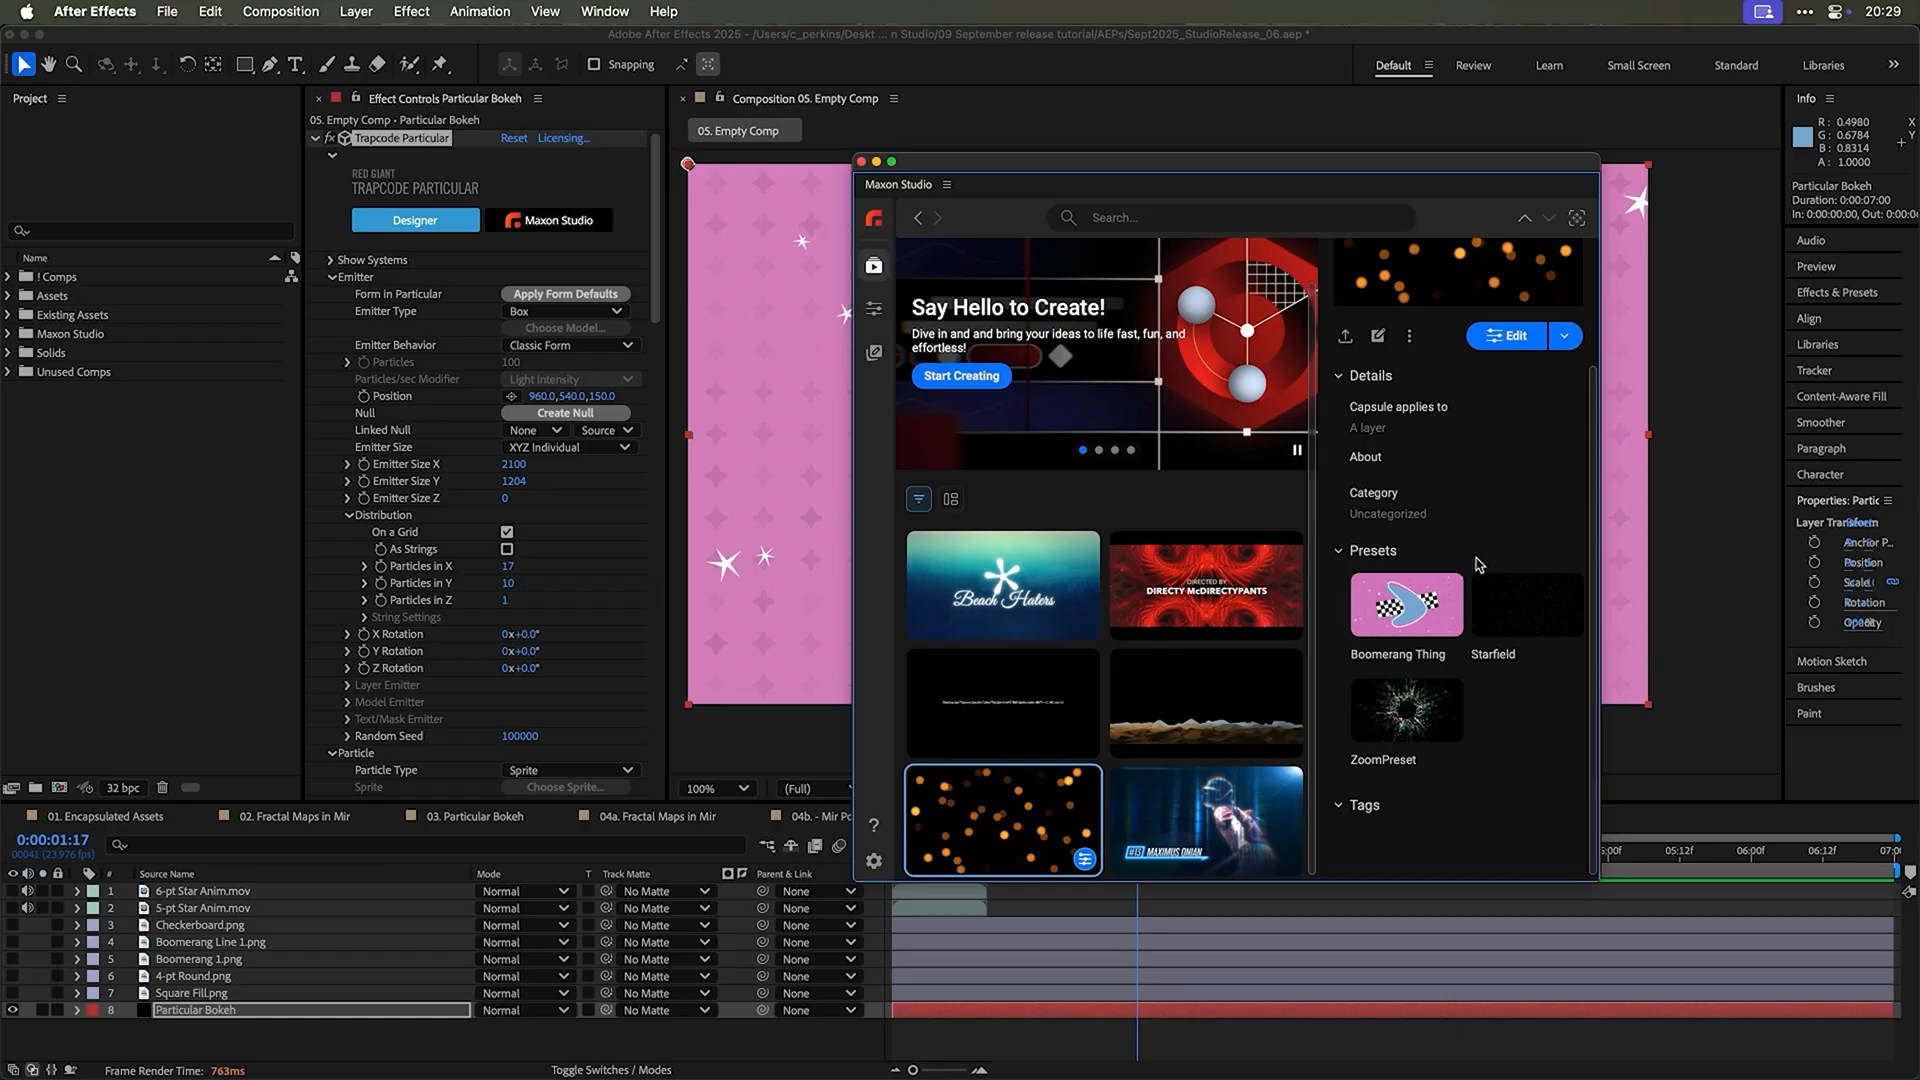 After Effects File Edit Composition Layer Effect Animation View Window Help 20:29
Adobe After Effects 2025 - /Users/c_perkins/Deskt ... n Studio/09 September release tutorial/AEPs/Sept2025_StudioRelease_06.aep *
Snapping Default Review Learn Small Screen Standard Libraries
Project
Name
! Comps
Assets
Existing Assets
Maxon Studio
Solids
Unused Comps
32 bpc
Effect Controls Particular Bokeh
05. Empty Comp • Particular Bokeh
fx Trapcode Particular Reset Licensing...
RED GIANT
TRAPCODE PARTICULAR
Designer Maxon Studio
Show Systems
Emitter
Form in Particular Apply Form Defaults
Emitter Type Box
Choose Model...
Emitter Behavior Classic Form
Particles 100
Particles/sec Modifier Light Intensity
Position 960.0,540.0,150.0
Null Create Null
Linked Null None Source
Emitter Size XYZ Individual
Emitter Size X 2100
Emitter Size Y 1204
Emitter Size Z 0
Distribution
On a Grid
As Strings
Particles in X 17
Particles in Y 10
Particles in Z 1
String Settings
X Rotation 0x+0.0°
Y Rotation 0x+0.0°
Z Rotation 0x+0.0°
Layer Emitter
Model Emitter
Text/Mask Emitter
Random Seed 100000
Particle
Particle Type Sprite
Sprite Choose Sprite...
Composition 05. Empty Comp
05. Empty Comp
100% (Full)
Maxon Studio
Search...
Say Hello to Create!
Dive in and and bring your ideas to life fast, fun, and
effortless!
Start Creating
Beach Haters
DIRECTED BY
DIRECTY McDIRECTYPANTS
#13 MAXIMUS ONIAN
Edit
Details
Capsule applies to
A layer
About
Category
Uncategorized
Presets
Boomerang Thing Starfield
ZoomPreset
Tags
Info
R: 0.4980
G: 0.6784
B: 0.8314
A: 1.0000
X
Y
Particular Bokeh
Duration: 0:00:07:00
In: 0:00:00:00, Out: 0:00:0
Audio
Preview
Effects & Presets
Align
Libraries
Tracker
Content-Aware Fill
Smoother
Paragraph
Character
Properties: Partic
Layer Transform
Anchor P...
Position
Scale
Rotation
Opacity
Motion Sketch
Brushes
Paint
01. Encapsulated Assets 02. Fractal Maps in Mir 03. Particular Bokeh 04a. Fractal Maps in Mir 04b. - Mir Po
0:00:01:17
00041 (23.976 fps)
# Source Name Mode T Track Matte Parent & Link
1 6-pt Star Anim.mov Normal No Matte None
2 5-pt Star Anim.mov Normal No Matte None
3 Checkerboard.png Normal No Matte None
4 Boomerang Line 1.png Normal No Matte None
5 Boomerang 1.png Normal No Matte None
6 4-pt Round.png Normal No Matte None
7 Square Fill.png Normal No Matte None
8 Particular Bokeh Normal No Matte None
5:00f 05:12f 06:00f 06:12f 07:0
Frame Render Time: 763ms Toggle Switches / Modes